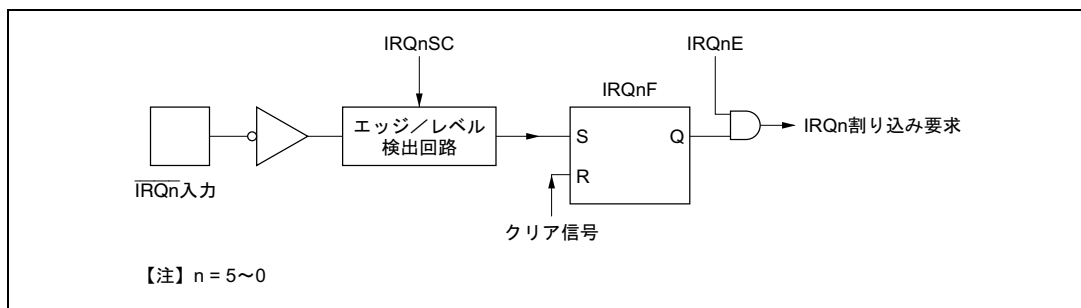 IRQnSC
IRQnE
IRQnF
エッジ／レベル
検出回路
S
Q
R
IRQn割り込み要求
IRQn入力
クリア信号
【注】n = 5～0